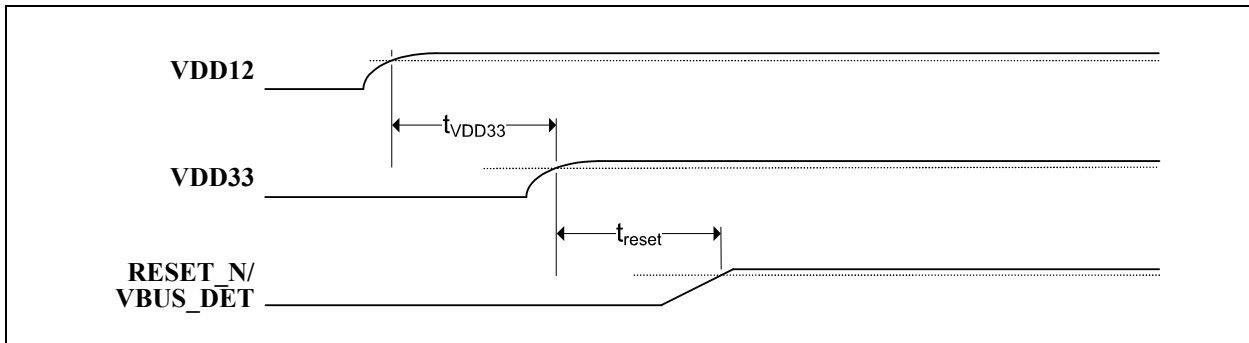 VDD12
tVDD33
VDD33
treset
RESET_N/
VBUS_DET